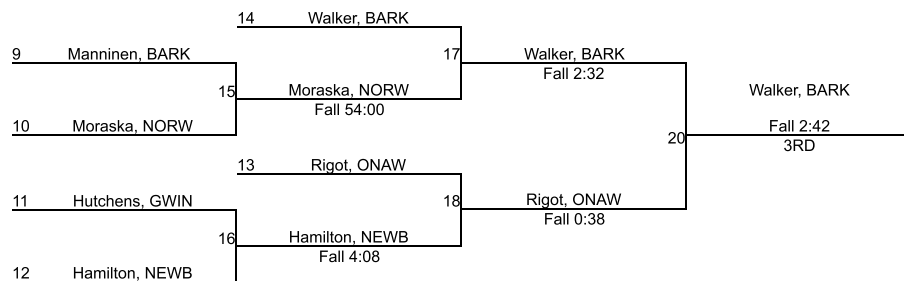 14 Walker, BARK
9 Manninen, BARK
17 Walker, BARK
Fall 2:32
15 Moraska, NORW
Fall 54:00
Walker, BARK
10 Moraska, NORW
Fall 2:42
20
3RD
13 Rigot, ONAW
11 Hutchens, GWIN
18 Rigot, ONAW
Fall 0:38
16 Hamilton, NEWB
Fall 4:08
12 Hamilton, NEWB